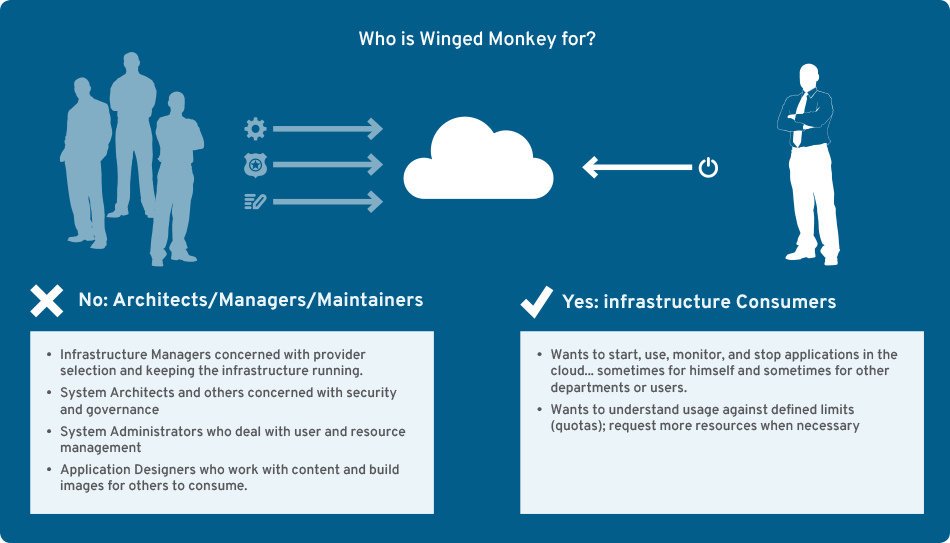 Who is Winged Monkey for?
No: Architects/Managers/Maintainers
• Infrastructure Managers concerned with provider
selection and keeping the infrastructure running.
• System Architects and others concerned with security
and governance
• System Administrators who deal with user and resource
management
• Application Designers who work with content and build
images for others to consume.
Yes: infrastructure Consumers
• Wants to start, use, monitor, and stop applications in the
cloud... sometimes for himself and sometimes for other
departments or users.
• Wants to understand usage against defined limits
(quotas); request more resources when necessary